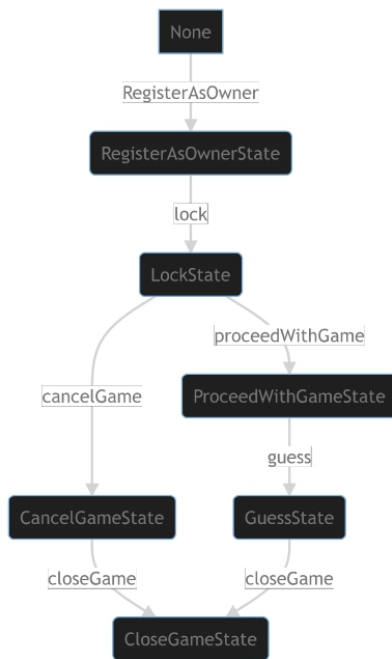 None
RegisterAsOwner
RegisterAsOwnerState
lock
LockState
proceedWithGame
cancelGame
ProceedWithGameState
guess
CancelGameState
GuessState
closeGame
closeGame
CloseGameState